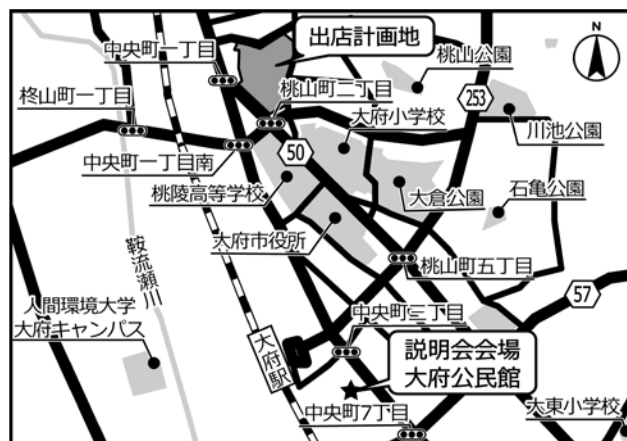 中央町一丁目
出店計画地
桃山公園
N
柊山町一丁目
桃山町二丁目
253
大府小学校
川池公園
中央町一丁目南
50
桃陵高等学校
大倉公園
石亀公園
大府市役所
桃山町五丁目
鞍流瀬川
57
人間環境大学
大府キャンパス
中央町三丁目
大府駅
説明会会場
大府公民館
中央町7丁目
大東小学校